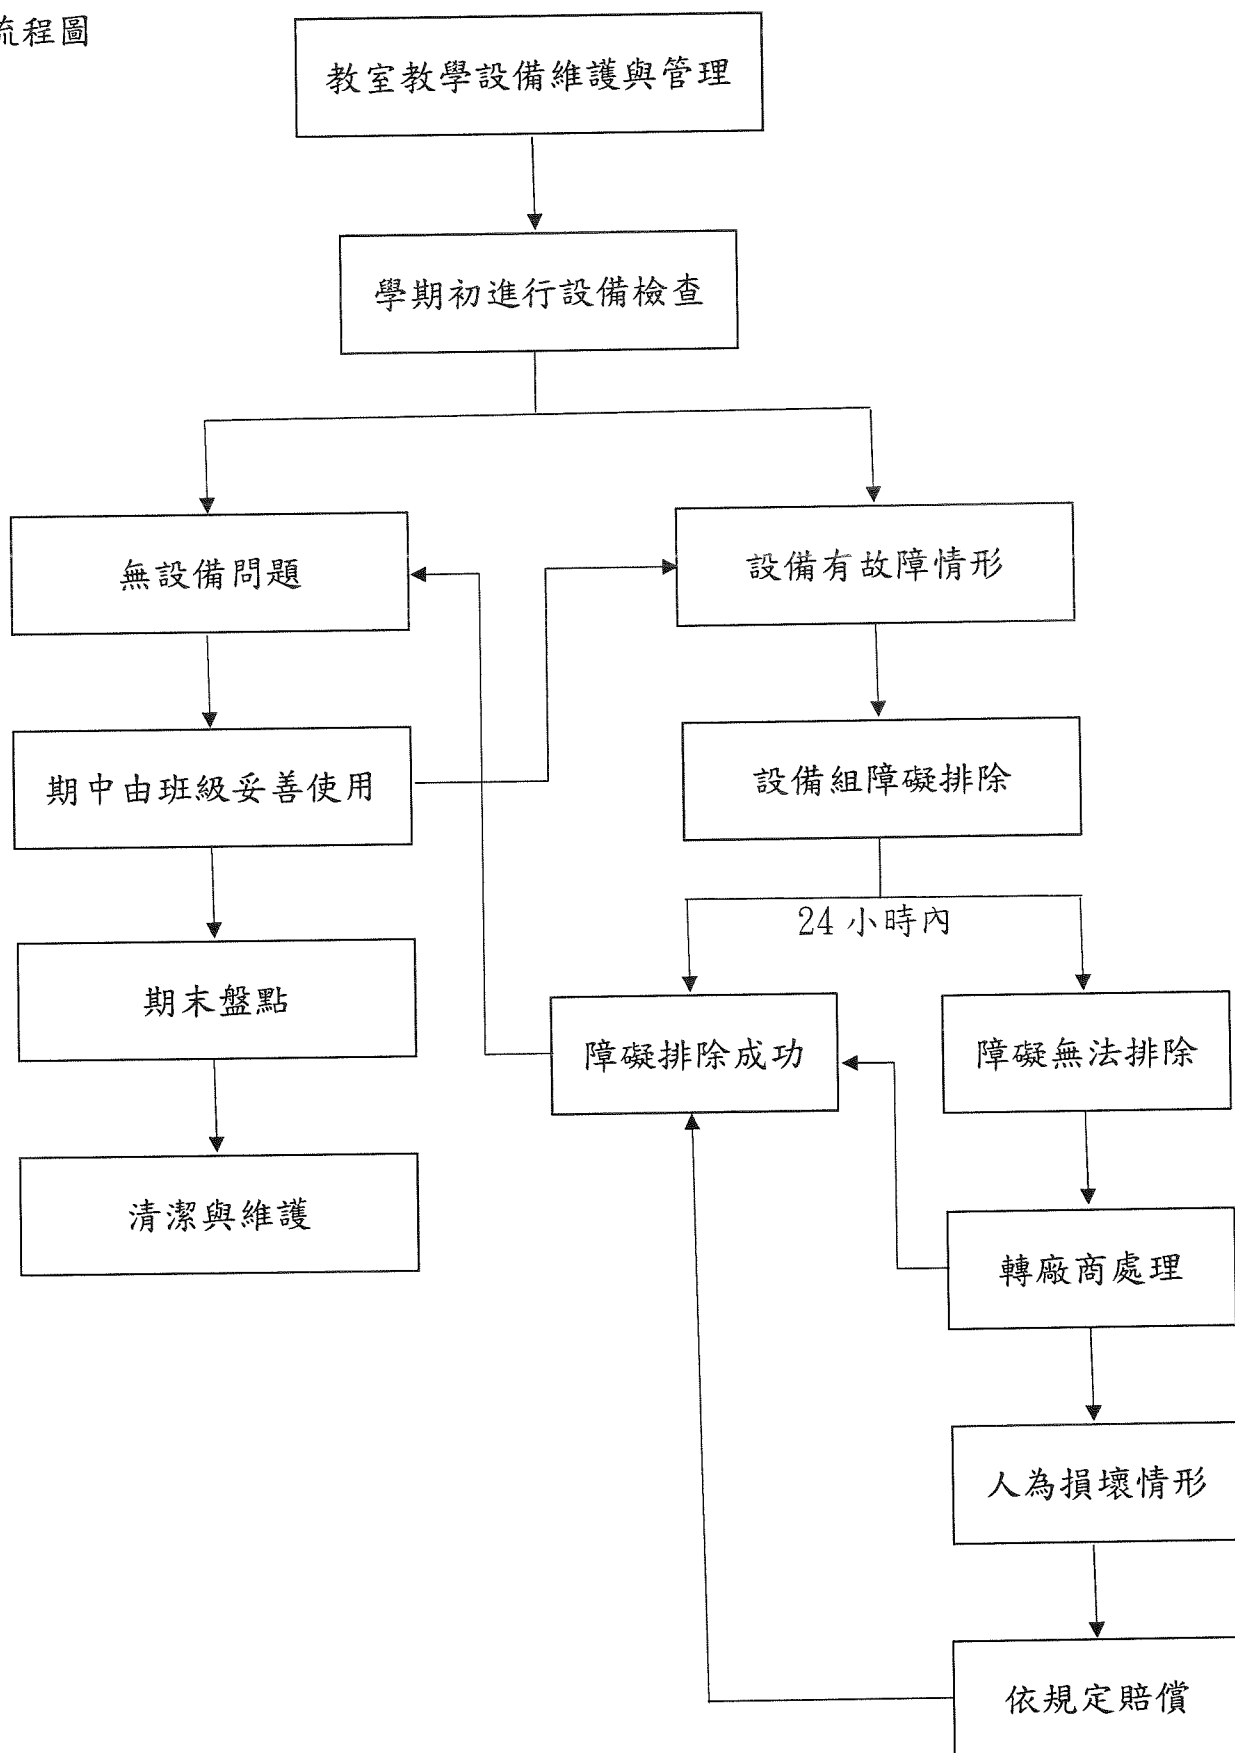 流程圖
教室教學設備維護與管理
學期初進行設備檢查
無設備問題
設備有故障情形
期中由班級妥善使用
設備組障礙排除
24 小時內
期末盤點
障礙排除成功
障礙無法排除
清潔與維護
轉廠商處理
人為損壞情形
依規定賠償